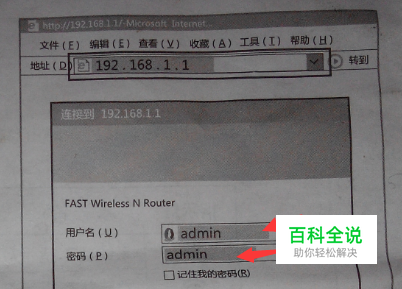 http://192.168.1.1/-Microsoft Internet...
文件(F) 编辑(E) 查看(V) 收藏(A) 工具(T) 帮助(H)
地址(D) 192.168.1.1 转到
连接到 192.168.1.1
FAST Wireless N Router
用户名(U) admin
密码(P) admin
记住我的密码(R)
百科全说
助你轻松解决